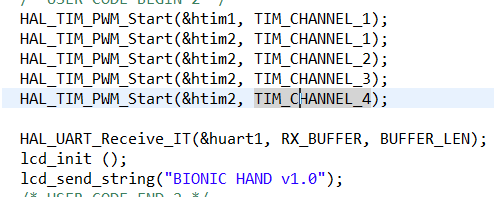 /* USER CODE BEGIN 2 */
HAL_TIM_PWM_Start(&htim1, TIM_CHANNEL_1);
HAL_TIM_PWM_Start(&htim2, TIM_CHANNEL_1);
HAL_TIM_PWM_Start(&htim2, TIM_CHANNEL_2);
HAL_TIM_PWM_Start(&htim2, TIM_CHANNEL_3);
HAL_TIM_PWM_Start(&htim2, TIM_CHANNEL_4);
HAL_UART_Receive_IT(&huart1, RX_BUFFER, BUFFER_LEN);
lcd_init ();
lcd_send_string("BIONIC HAND v1.0");
/* USER CODE END 2 */